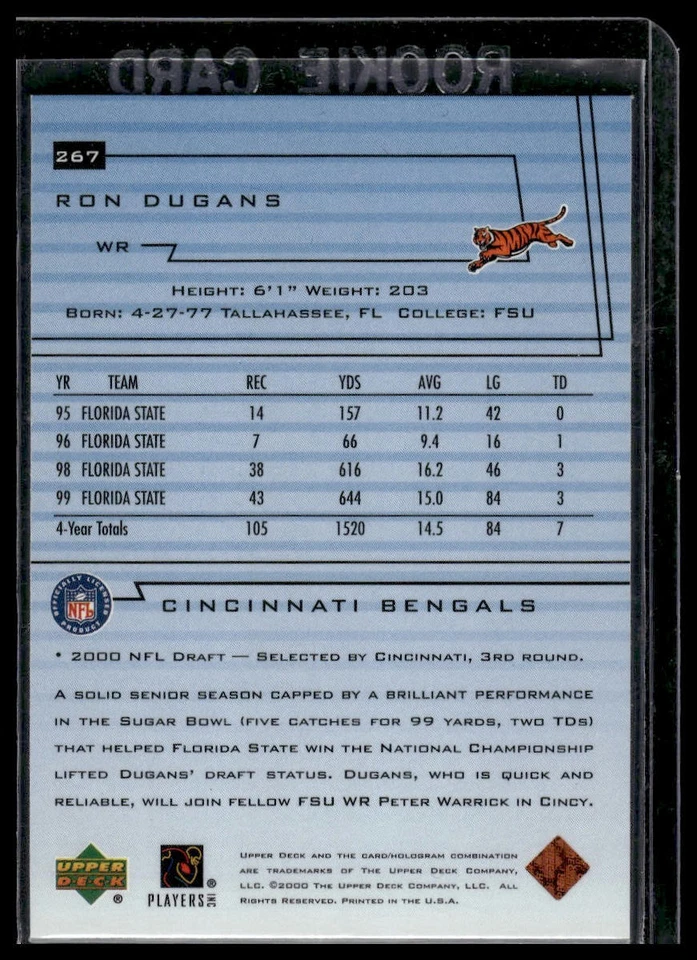 ROOKIE CARD
267
RON DUGANS
WR
HEIGHT: 6'1" WEIGHT: 203
BORN: 4-27-77 TALLAHASSEE, FL COLLEGE: FSU
YR TEAM REC YDS AVG LG TD
95 FLORIDA STATE 14 157 11.2 42 0
96 FLORIDA STATE 7 66 9.4 16 1
98 FLORIDA STATE 38 616 16.2 46 3
99 FLORIDA STATE 43 644 15.0 84 3
4-Year Totals 105 1520 14.5 84 7
OFFICIALLY LICENSED PRODUCT
NFL
CINCINNATI BENGALS
* 2000 NFL DRAFT — SELECTED BY CINCINNATI, 3RD ROUND.
A SOLID SENIOR SEASON CAPPED BY A BRILLIANT PERFORMANCE
IN THE SUGAR BOWL (FIVE CATCHES FOR 99 YARDS, TWO TDS)
THAT HELPED FLORIDA STATE WIN THE NATIONAL CHAMPIONSHIP
LIFTED DUGANS' DRAFT STATUS. DUGANS, WHO IS QUICK AND
RELIABLE, WILL JOIN FELLOW FSU WR PETER WARRICK IN CINCY.
UPPER DECK ®
PLAYERS INC ®
UPPER DECK AND THE CARD/HOLOGRAM COMBINATION
ARE TRADEMARKS OF THE UPPER DECK COMPANY,
LLC. ©2000 THE UPPER DECK COMPANY, LLC. ALL
RIGHTS RESERVED. PRINTED IN THE U.S.A.